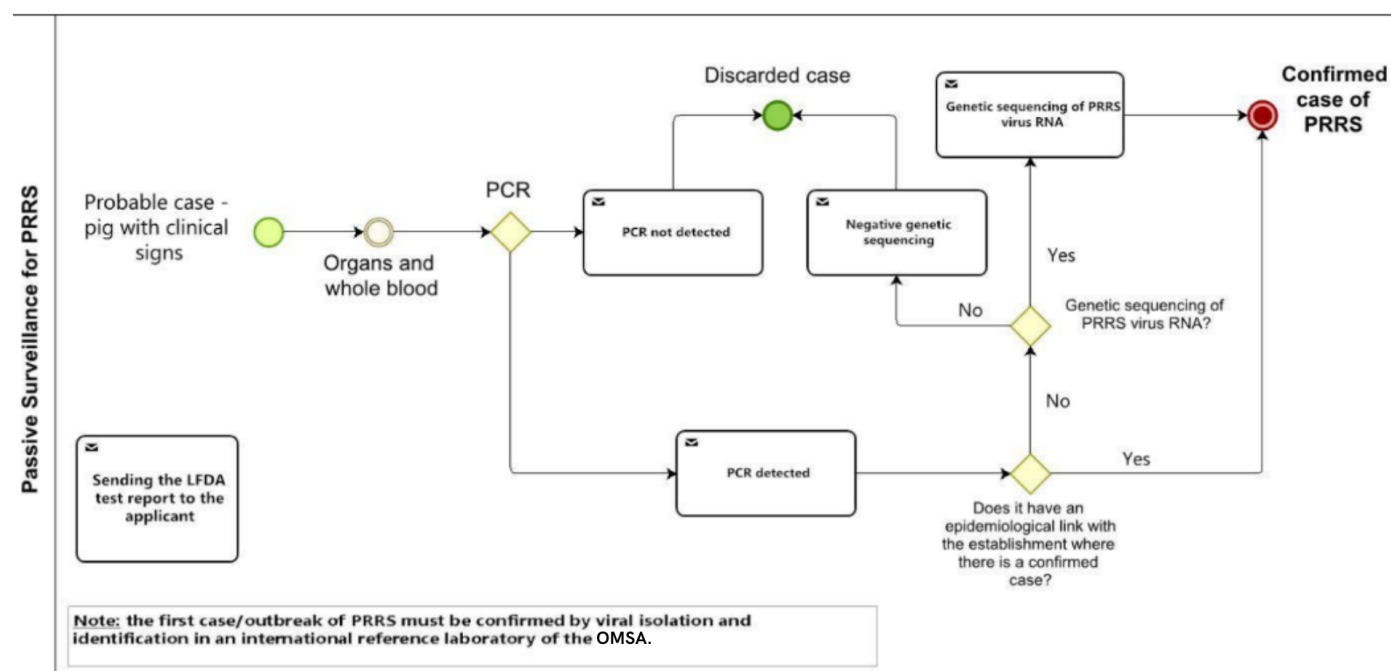 Passive Surveillance for PRRS
Probable case -
pig with clinical
signs
Organs and
whole blood
PCR
PCR not detected
Discarded case
Negative genetic
sequencing
Genetic sequencing of PRRS
virus RNA
Confirmed
case of
PRRS
Yes
Genetic sequencing of
PRRS virus RNA?
No
No
Yes
PCR detected
Does it have an
epidemiological link with
the establishment where
there is a confirmed
case?
Sending the LFDA
test report to the
applicant
Note: the first case/outbreak of PRRS must be confirmed by viral isolation and
identification in an international reference laboratory of the OMSA.